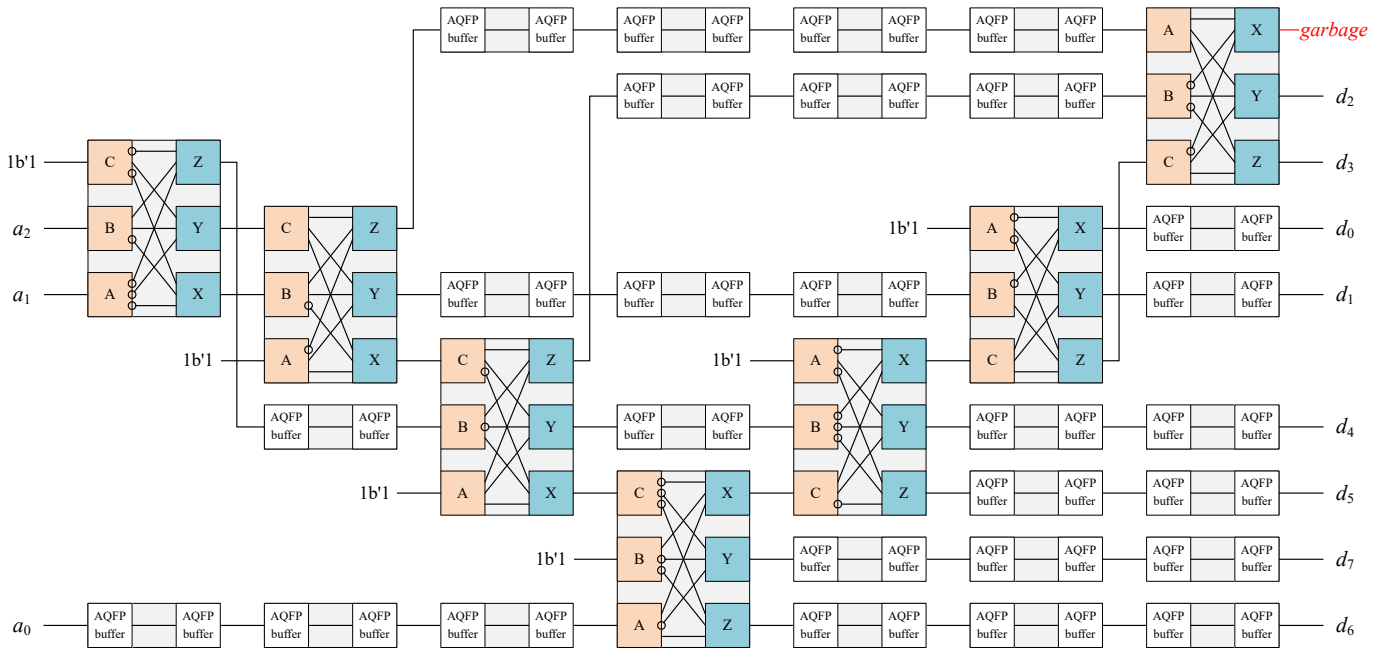 AQFP AQFP AQFP AQFP AQFP AQFP AQFP AQFP
buffer buffer buffer buffer buffer buffer buffer buffer
A X garbage
AQFP AQFP AQFP AQFP AQFP AQFP
buffer buffer buffer buffer buffer buffer
B Y d2
1b'1 C Z C Z d3
a2 B Y C Z 1b'1 A X
AQFP AQFP
buffer buffer
d0
a1 A X B Y
AQFP AQFP AQFP AQFP AQFP AQFP
buffer buffer buffer buffer buffer buffer
B Y
AQFP AQFP
buffer buffer
d1
1b'1 A X C Z 1b'1 A X C Z
AQFP AQFP
buffer buffer
B Y
AQFP AQFP
buffer buffer
B Y
AQFP AQFP AQFP AQFP
buffer buffer buffer buffer
d4
1b'1 A X C X C Z
AQFP AQFP AQFP AQFP
buffer buffer buffer buffer
d5
1b'1 B Y
AQFP AQFP AQFP AQFP AQFP AQFP
buffer buffer buffer buffer buffer buffer
d7
a0
AQFP AQFP AQFP AQFP AQFP AQFP
buffer buffer buffer buffer buffer buffer
A Z
AQFP AQFP AQFP AQFP AQFP AQFP
buffer buffer buffer buffer buffer buffer
d6